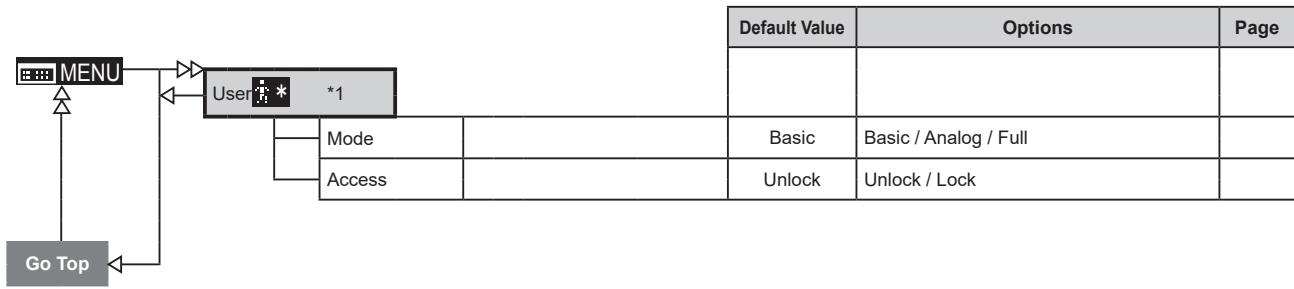 Default Value Options Page
MENU
User * *1
Mode Basic Basic / Analog / Full
Access Unlock Unlock / Lock
Go Top